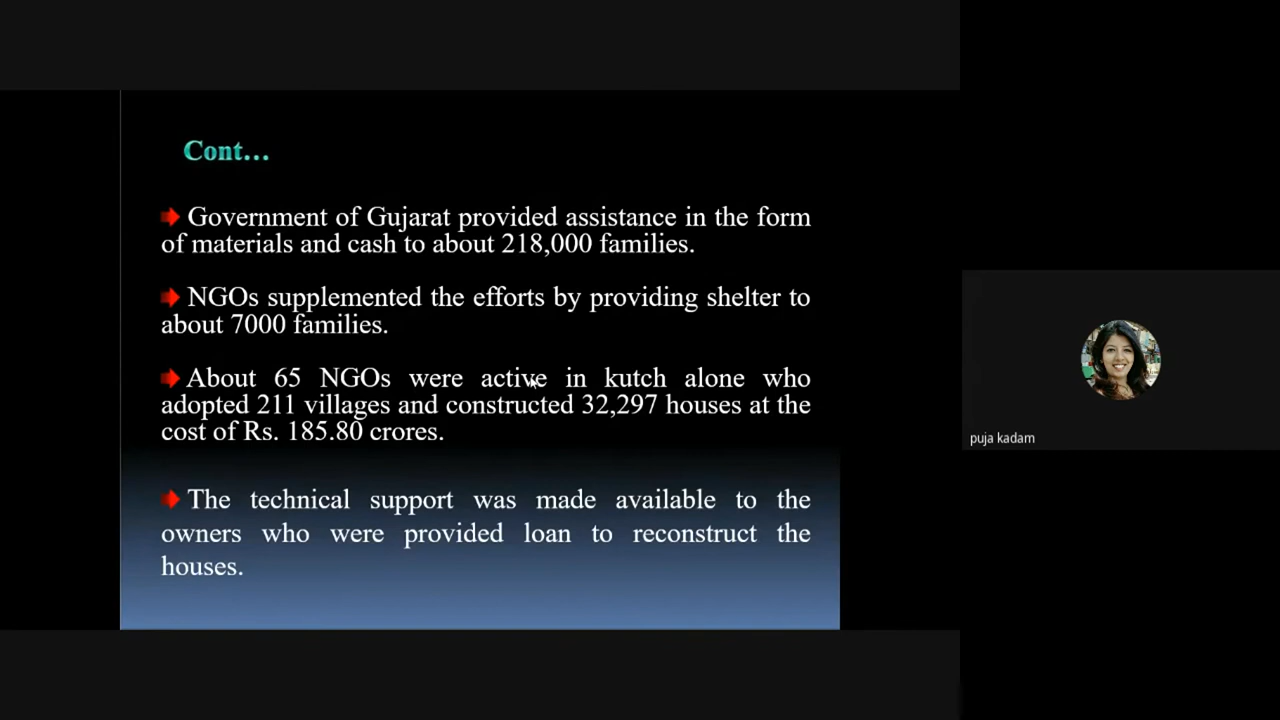 Cont...
Government of Gujarat provided assistance in the form
of materials and cash to about 218,000 families.
NGOs supplemented the efforts by providing shelter to
about 7000 families.
About 65 NGOs were active in kutch alone who
adopted 211 villages and constructed 32,297 houses at the
cost of Rs. 185.80 crores.
The technical support was made available to the
owners who were provided loan to reconstruct the
houses.
puja kadam